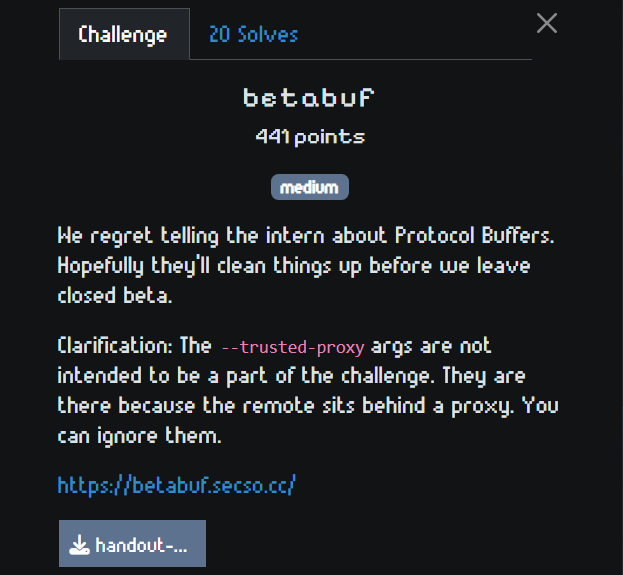 Challenge
20 Solves
betabuf
441 points
medium
We regret telling the intern about Protocol Buffers.
Hopefully they'll clean things up before we leave
closed beta.
Clarification: The --trusted-proxy args are not
intended to be a part of the challenge. They are
there because the remote sits behind a proxy. You
can ignore them.
https://betabuf.secso.cc/
handout-...